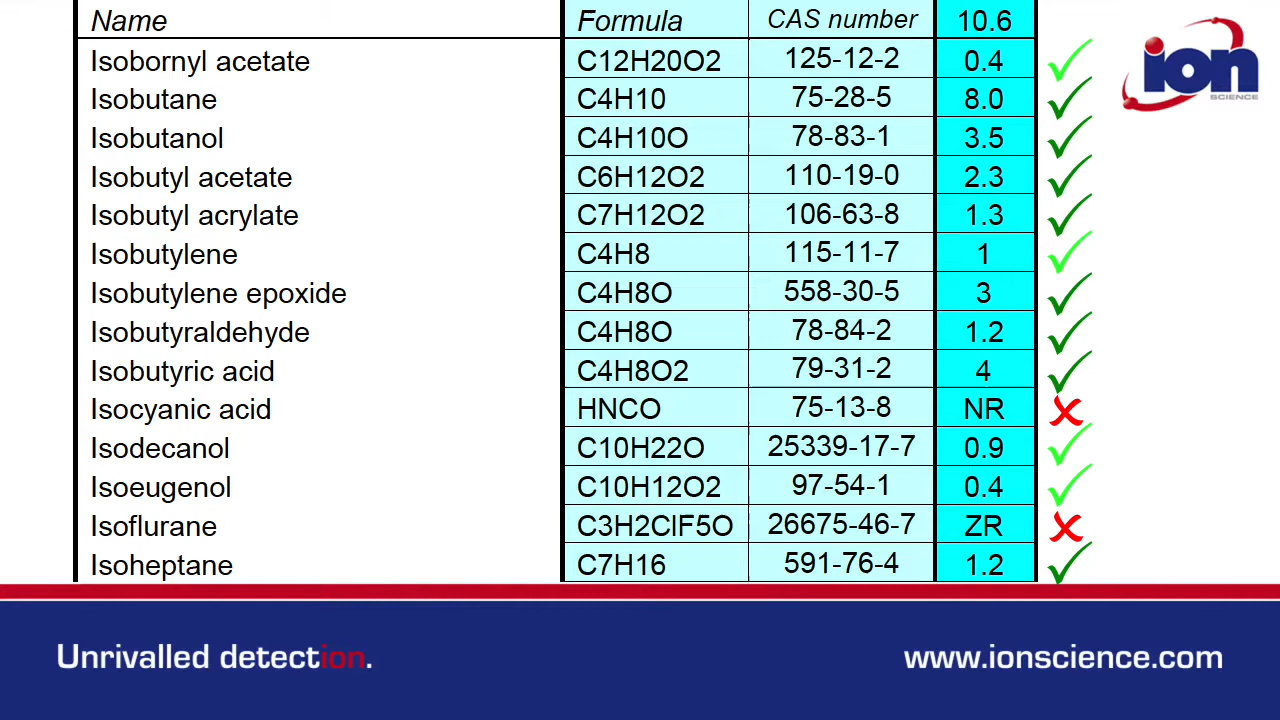 Name Formula CAS number 10.6
Isobornyl acetate C12H20O2 125-12-2 0.4
Isobutane C4H10 75-28-5 8.0
Isobutanol C4H10O 78-83-1 3.5
Isobutyl acetate C6H12O2 110-19-0 2.3
Isobutyl acrylate C7H12O2 106-63-8 1.3
Isobutylene C4H8 115-11-7 1
Isobutylene epoxide C4H8O 558-30-5 3
Isobutyraldehyde C4H8O 78-84-2 1.2
Isobutyric acid C4H8O2 79-31-2 4
Isocyanic acid HNCO 75-13-8 NR
Isodecanol C10H22O 25339-17-7 0.9
Isoeugenol C10H12O2 97-54-1 0.4
Isoflurane C3H2ClF5O 26675-46-7 ZR
Isoheptane C7H16 591-76-4 1.2
ion
SCIENCE
Unrivalled detection. www.ionscience.com